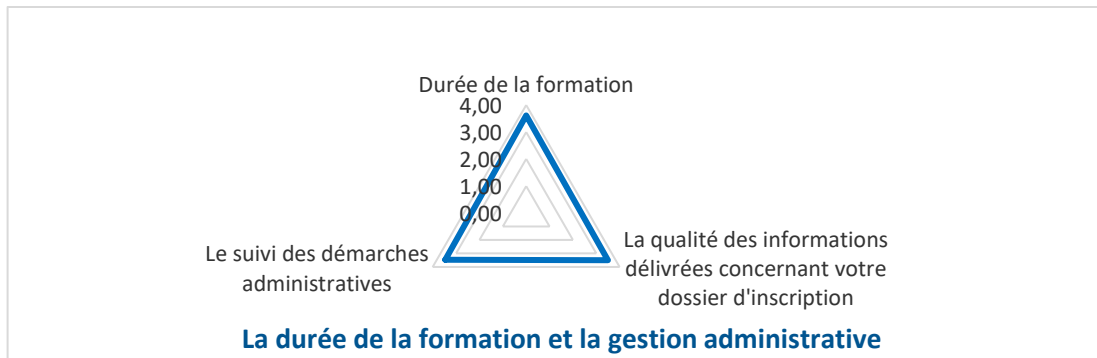 Durée de la formation
4,00
3,00
2,00
1,00
0,00
La qualité des informations
délivrées concernant votre
dossier d'inscription
Le suivi des démarches
administratives
La durée de la formation et la gestion administrative